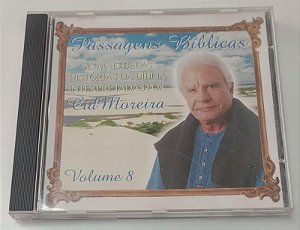 Passagens Bíblicas
AS MAIS BELAS
HISTÓRIAS DA BÍBLIA
INTERPRETADAS POR
Cid Moreira
Volume 8